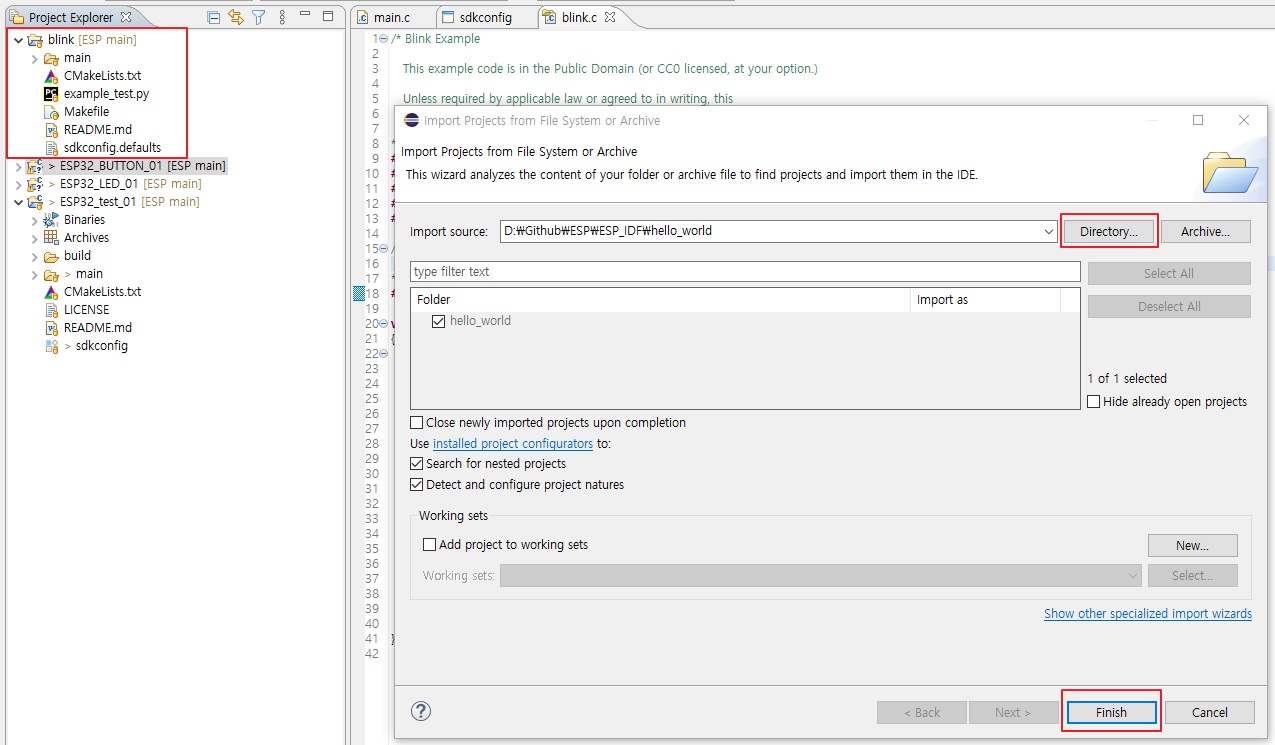 Project Explorer
blink [ESP main]
main
CMakeLists.txt
example_test.py
Makefile
README.md
sdkconfig.defaults
> ESP32_BUTTON_01 [ESP main]
> ESP32_LED_01 [ESP main]
> ESP32_test_01 [ESP main]
Binaries
Archives
build
> main
CMakeLists.txt
LICENSE
README.md
> sdkconfig
main.c
sdkconfig
blink.c
1 /* Blink Example
2
3 This example code is in the Public Domain (or CC0 licensed, at your option.)
4
5 Unless required by applicable law or agreed to in writing, this
6
7
8 *
9 #
10 #
11 #
12 #
13 #
14
15 /
16
17 *
18 #
19
20
21 {
22
23
24
25
26
27
28
29
30
31
32
33
34
35
36
37
38
39
40
41 }
42
Import Projects from File System or Archive
Import Projects from File System or Archive
This wizard analyzes the content of your folder or archive file to find projects and import them in the IDE.
Import source: D:₩Github₩ESP₩ESP_IDF₩hello_world Directory... Archive...
type filter text
Select All
Folder Import as
Deselect All
hello_world
1 of 1 selected
Hide already open projects
Close newly imported projects upon completion
Use installed project configurators to:
Search for nested projects
Detect and configure project natures
Working sets
Add project to working sets
New...
Working sets: Select...
Show other specialized import wizards
? < Back Next > Finish Cancel